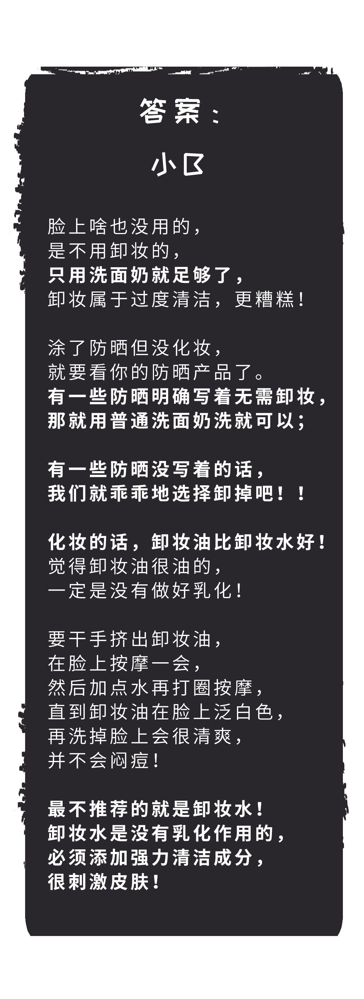 答案：
小B
脸上啥也没用的，
是不用卸妆的，
只用洗面奶就足够了，
卸妆属于过度清洁，更糟糕！
涂了防晒但没化妆，
就要看你的防晒产品了。
有一些防晒明确写着无需卸妆，
那就用普通洗面奶洗就可以；
有一些防晒没写着的话，
我们就乖乖地选择卸掉吧！！
化妆的话，卸妆油比卸妆水好！
觉得卸妆油很油的，
一定是没有做好乳化！
要干手挤出卸妆油，
在脸上按摩一会，
然后加点水再打圈按摩，
直到卸妆油在脸上泛白色，
再洗掉脸上会很清爽，
并不会闷痘！
最不推荐的就是卸妆水！
卸妆水是没有乳化作用的，
必须添加强力清洁成分，
很刺激皮肤！